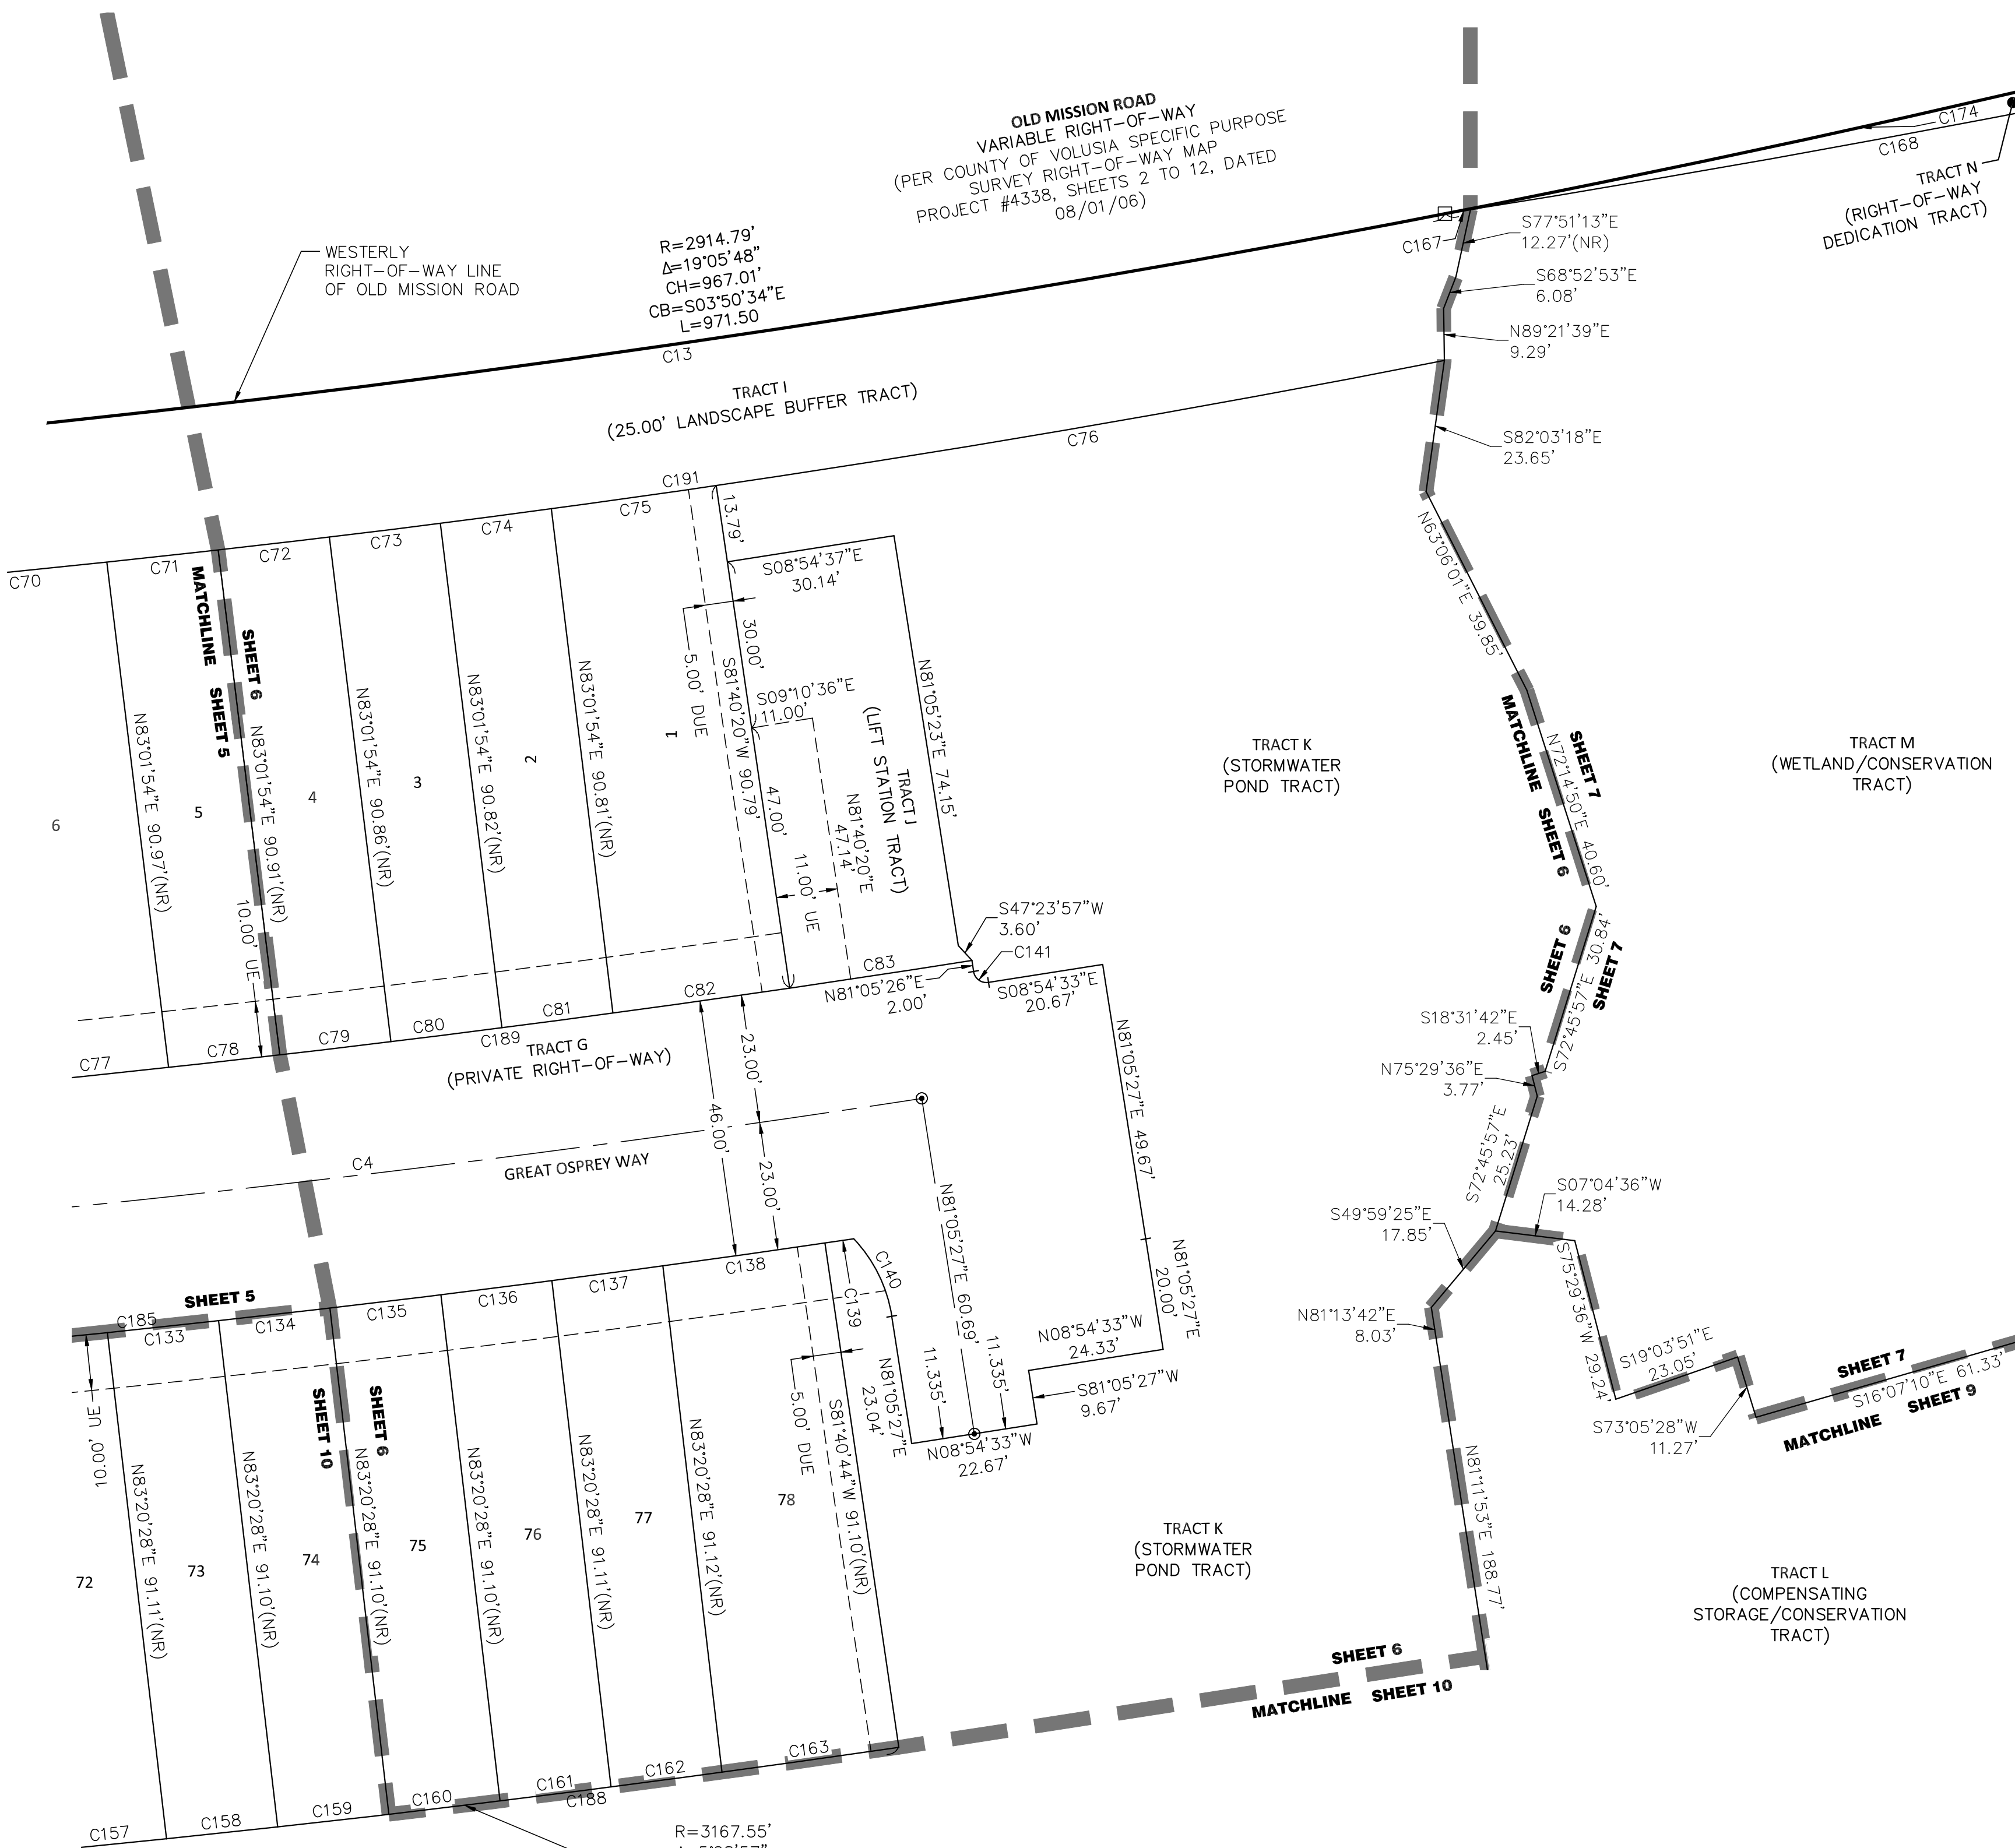 OLD MISSION ROAD
VARIABLE RIGHT-OF-WAY
(PER COUNTY OF VOLUSIA SPECIFIC PURPOSE
SURVEY RIGHT-OF-WAY MAP
PROJECT #4338, SHEETS 2 TO 12, DATED
08/01/06)
WESTERLY
RIGHT-OF-WAY LINE
OF OLD MISSION ROAD
R=2914.79'
Δ=19°05'48"
CH=967.01'
CB=S03°50'34"E
L=971.50
C13
C174
C168
TRACT N
(RIGHT-OF-WAY
DEDICATION TRACT)
C167
S77°51'13"E
12.27'(NR)
S68°52'53"E
6.08'
N89°21'39"E
9.29'
S82°03'18"E
23.65'
TRACT I
(25.00' LANDSCAPE BUFFER TRACT)
C76
C191
C75
C74
C73
C72
C71
C70
MATCHLINE SHEET 5
SHEET 6
13.79'
S08°54'37"E
30.14'
30.00'
5.00' DUE
S81°40'20"W 90.79'
S09°10'36"E
11.00'
47.00'
11.00' UE
N81°40'20"E
47.14'
TRACT J
(LIFT STATION TRACT)
N81°05'23"E 74.15'
6
N83°01'54"E 90.97'(NR)
5
N83°01'54"E 90.91'(NR)
4
N83°01'54"E 90.86'(NR)
3
N83°01'54"E 90.82'(NR)
2
N83°01'54"E 90.81'(NR)
1
10.00' UE
TRACT K
(STORMWATER
POND TRACT)
N63°06'01"E 39.85'
MATCHLINE SHEET 6
SHEET 7
N72°14'50"E 40.60'
TRACT M
(WETLAND/CONSERVATION
TRACT)
S47°23'57"W
3.60'
C141
C83
N81°05'26"E
2.00'
S08°54'33"E
20.67'
C82
C81
C189
C80
C79
C78
C77
TRACT G
(PRIVATE RIGHT-OF-WAY)
23.00'
46.00'
23.00'
C4
GREAT OSPREY WAY
N81°05'27"E 49.67'
SHEET 6
SHEET 7
S72°45'57"E 30.84'
S18°31'42"E
2.45'
N75°29'36"E
3.77'
S72°45'57"E
25.23'
S07°04'36"W
14.28'
S49°59'25"E
17.85'
N81°13'42"E
8.03'
S75°29'36"W 29.24'
S19°03'51"E
23.05'
SHEET 7
S16°07'10"E 61.33'
MATCHLINE SHEET 9
S73°05'28"W
11.27'
N81°05'27"E 60.69'
N81°05'27"E
20.00'
N08°54'33"W
24.33'
S81°05'27"W
9.67'
11.335'
11.335'
N08°54'33"W
22.67'
N81°05'27"E
23.04'
C140
C139
C138
C137
C136
C135
SHEET 5
C185
C134
C133
10.00' UE
SHEET 10
SHEET 6
5.00' DUE
72
N83°20'28"E 91.11'(NR)
73
N83°20'28"E 91.10'(NR)
74
N83°20'28"E 91.10'(NR)
75
N83°20'28"E 91.10'(NR)
76
N83°20'28"E 91.11'(NR)
77
N83°20'28"E 91.12'(NR)
78
S81°40'44"W 91.10'(NR)
TRACT K
(STORMWATER
POND TRACT)
N81°11'53"E 188.77'
TRACT L
(COMPENSATING
STORAGE/CONSERVATION
TRACT)
SHEET 6
MATCHLINE SHEET 10
C163
C162
C161
C188
C160
C159
C158
C157
R=3167.55'